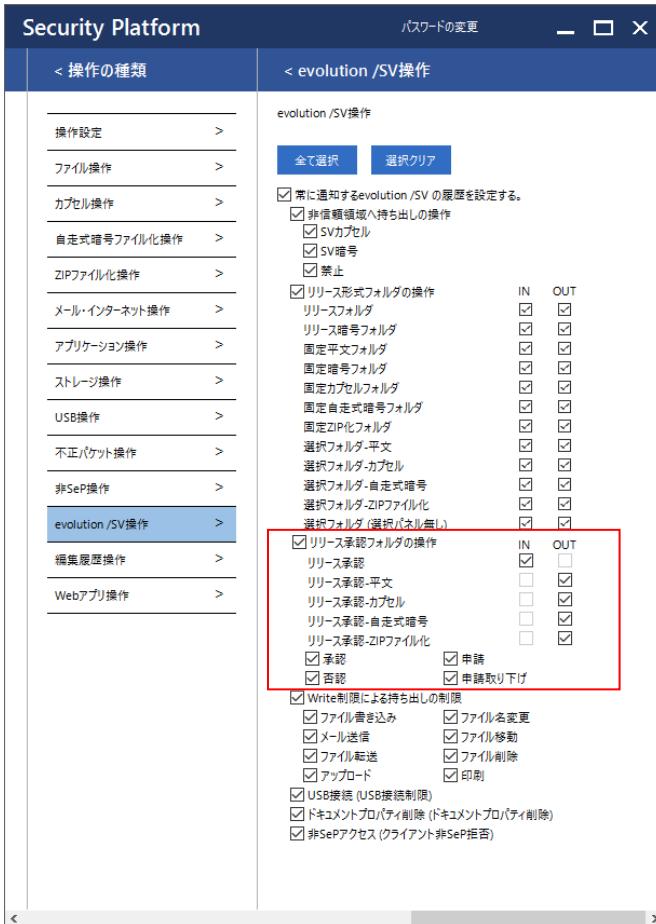 Security Platform
パスワードの変更
< 操作の種類
< evolution /SV操作
操作設定 >
ファイル操作 >
カプセル操作 >
自走式暗号ファイル化操作 >
ZIPファイル化操作 >
メール・インターネット操作 >
アプリケーション操作 >
ストレージ操作 >
USB操作 >
不正パケット操作 >
非SeP操作 >
evolution /SV操作 >
編集履歴操作 >
Webアプリ操作 >
evolution /SV操作
全て選択 選択クリア
常に通知するevolution /SV の履歴を設定する。
非信頼領域へ持ち出しの操作
SVカプセル
SV暗号
禁止
リリース形式フォルダの操作 IN OUT
リリースフォルダ
リリース暗号フォルダ
固定平文フォルダ
固定暗号フォルダ
固定カプセルフォルダ
固定自走式暗号フォルダ
固定ZIP化フォルダ
選択フォルダ-平文
選択フォルダ-カプセル
選択フォルダ-自走式暗号
選択フォルダ-ZIPファイル化
選択フォルダ (選択パネル無し)
リリース承認フォルダの操作 IN OUT
リリース承認
リリース承認-平文
リリース承認-カプセル
リリース承認-自走式暗号
リリース承認-ZIPファイル化
承認 申請
否認 申請取り下げ
Write制限による持ち出しの制限
ファイル書き込み ファイル名変更
メール送信 ファイル移動
ファイル転送 ファイル削除
アップロード 印刷
USB接続 (USB接続制限)
ドキュメントプロパティ削除 (ドキュメントプロパティ削除)
非SePアクセス (クライアント非SeP拒否)